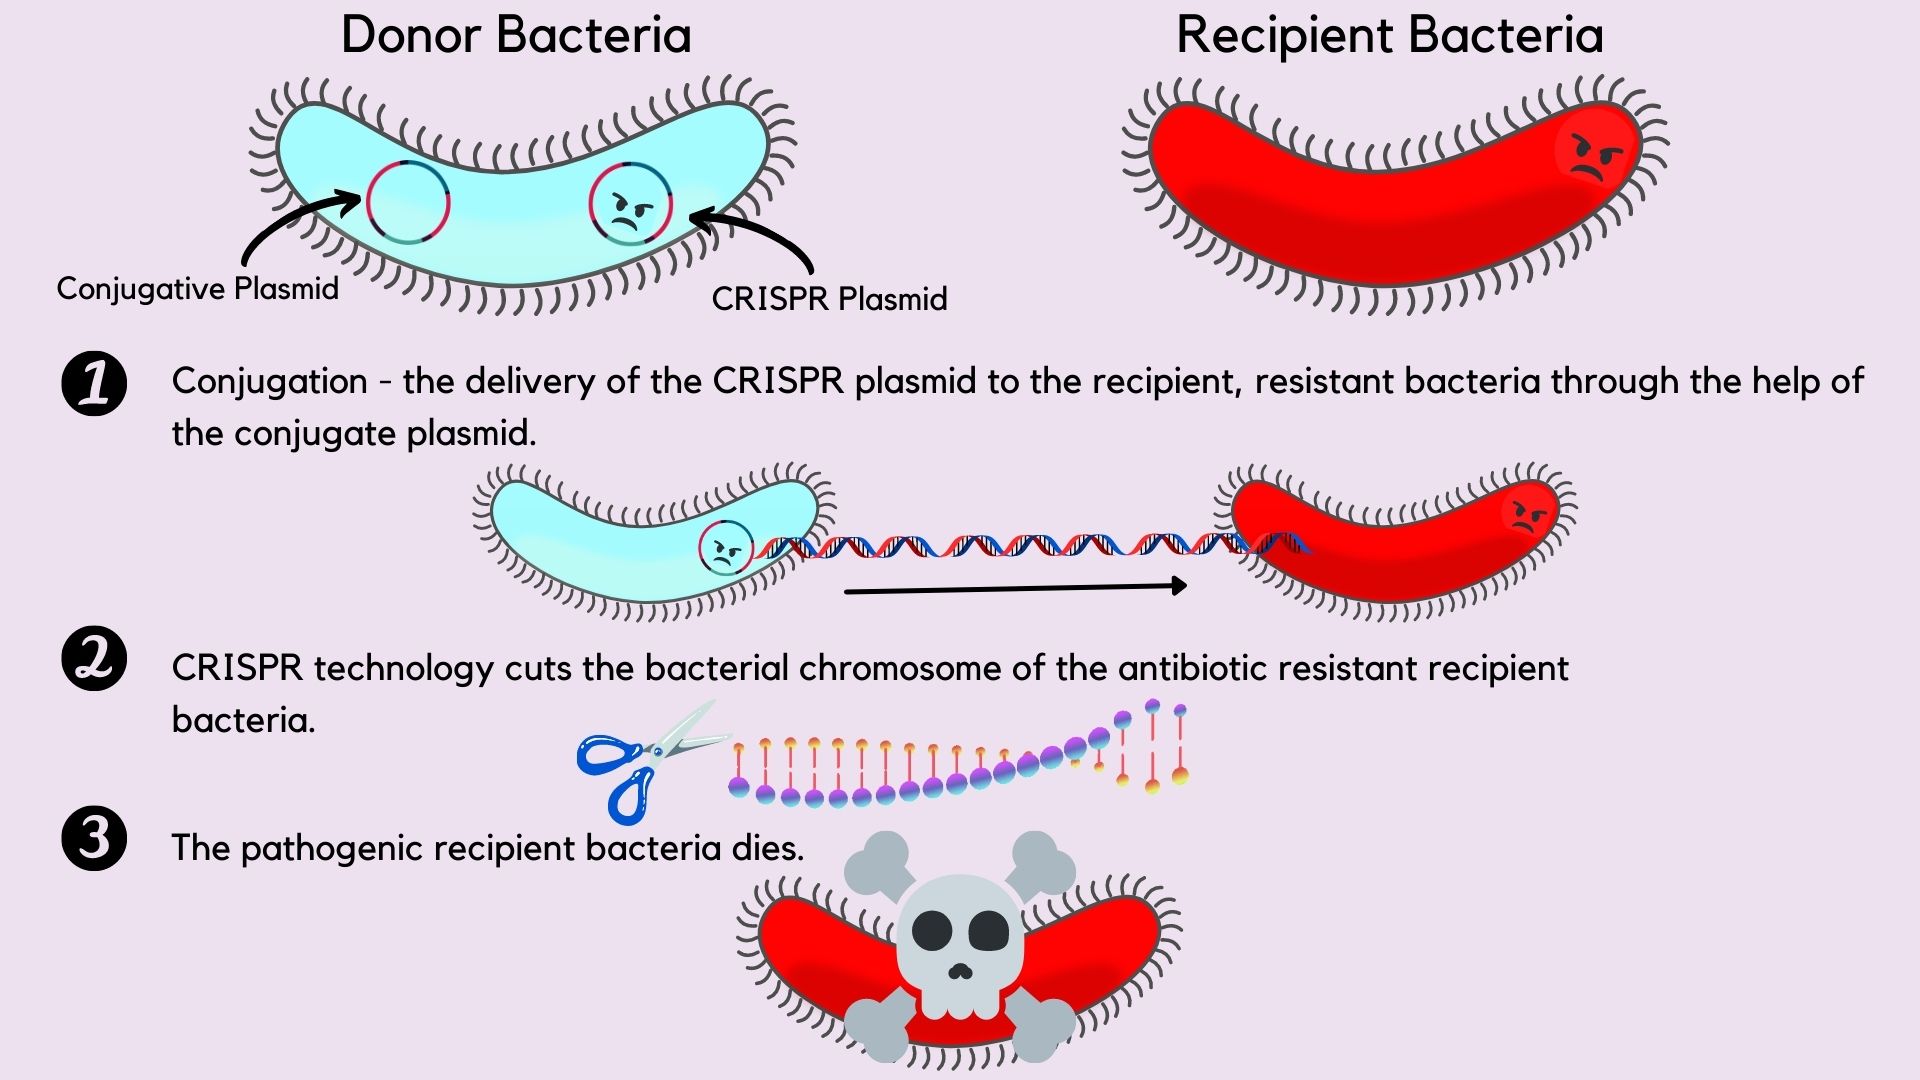 Donor Bacteria
Recipient Bacteria
Conjugative Plasmid
CRISPR Plasmid
1
Conjugation - the delivery of the CRISPR plasmid to the recipient, resistant bacteria through the help of
the conjugate plasmid.
2
CRISPR technology cuts the bacterial chromosome of the antibiotic resistant recipient
bacteria.
3
The pathogenic recipient bacteria dies.